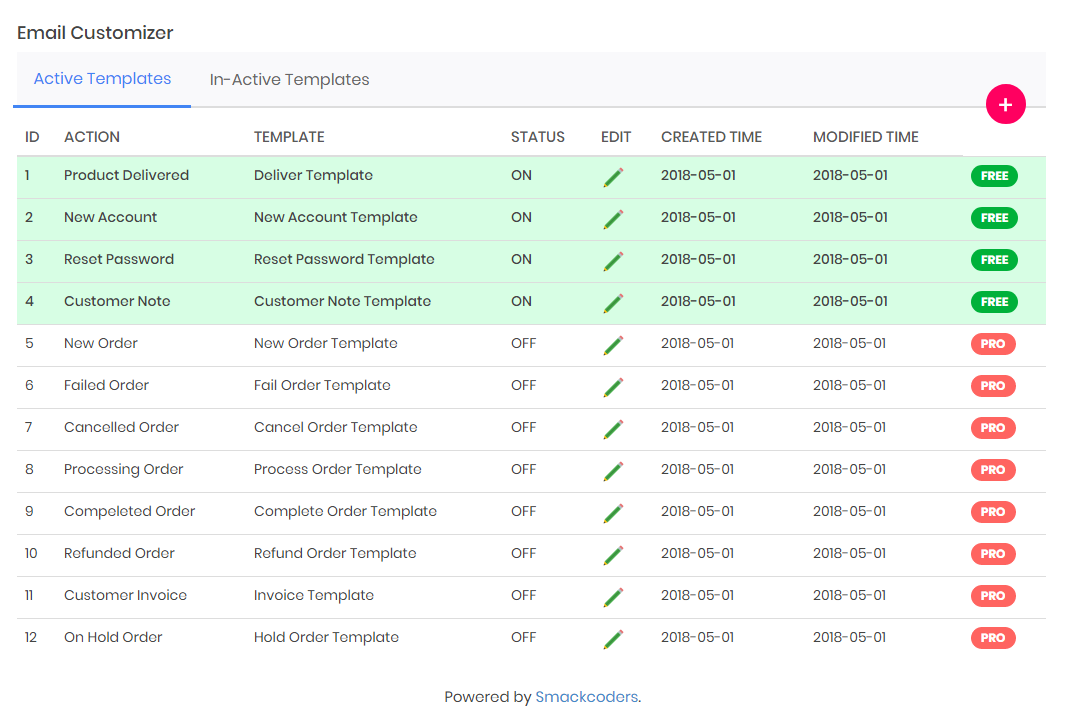 Email Customizer
Active Templates In-Active Templates
+
ID ACTION TEMPLATE STATUS EDIT CREATED TIME MODIFIED TIME
1 Product Delivered Deliver Template ON 2018-05-01 2018-05-01 FREE
2 New Account New Account Template ON 2018-05-01 2018-05-01 FREE
3 Reset Password Reset Password Template ON 2018-05-01 2018-05-01 FREE
4 Customer Note Customer Note Template ON 2018-05-01 2018-05-01 FREE
5 New Order New Order Template OFF 2018-05-01 2018-05-01 PRO
6 Failed Order Fail Order Template OFF 2018-05-01 2018-05-01 PRO
7 Cancelled Order Cancel Order Template OFF 2018-05-01 2018-05-01 PRO
8 Processing Order Process Order Template OFF 2018-05-01 2018-05-01 PRO
9 Compeleted Order Complete Order Template OFF 2018-05-01 2018-05-01 PRO
10 Refunded Order Refund Order Template OFF 2018-05-01 2018-05-01 PRO
11 Customer Invoice Invoice Template OFF 2018-05-01 2018-05-01 PRO
12 On Hold Order Hold Order Template OFF 2018-05-01 2018-05-01 PRO
Powered by Smackcoders.